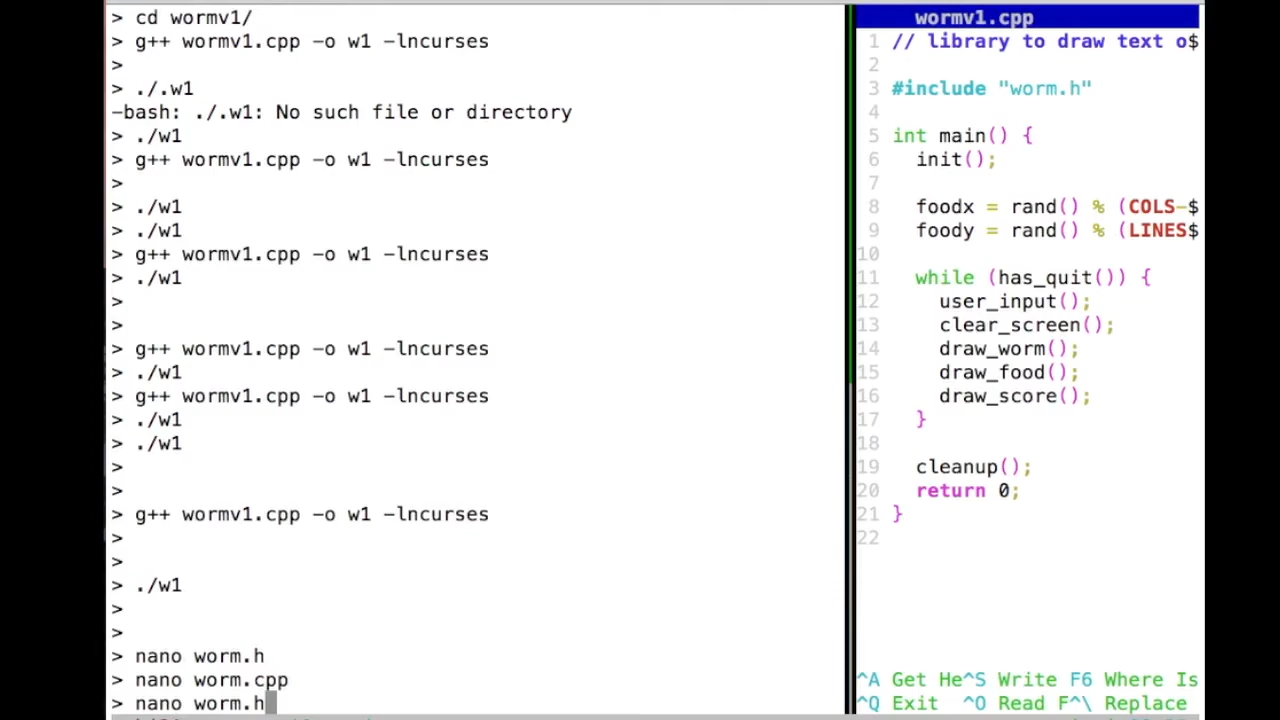 > cd wormv1/
> g++ wormv1.cpp -o w1 -lncurses
>
> ./.w1
-bash: ./.w1: No such file or directory
> ./w1
> g++ wormv1.cpp -o w1 -lncurses
>
> ./w1
> ./w1
> g++ wormv1.cpp -o w1 -lncurses
> ./w1
>
>
> g++ wormv1.cpp -o w1 -lncurses
> ./w1
> g++ wormv1.cpp -o w1 -lncurses
> ./w1
> ./w1
>
>
> g++ wormv1.cpp -o w1 -lncurses
>
>
> ./w1
>
>
> nano worm.h
> nano worm.cpp
> nano worm.h
wormv1.cpp
1 // library to draw text o$
2
3 #include "worm.h"
4
5 int main() {
6 init();
7
8 foodx = rand() % (COLS-$
9 foody = rand() % (LINES$
10
11 while (has_quit()) {
12 user_input();
13 clear_screen();
14 draw_worm();
15 draw_food();
16 draw_score();
17 }
18
19 cleanup();
20 return 0;
21 }
22
^A Get He^S Write F6 Where Is
^Q Exit ^O Read F^\ Replace